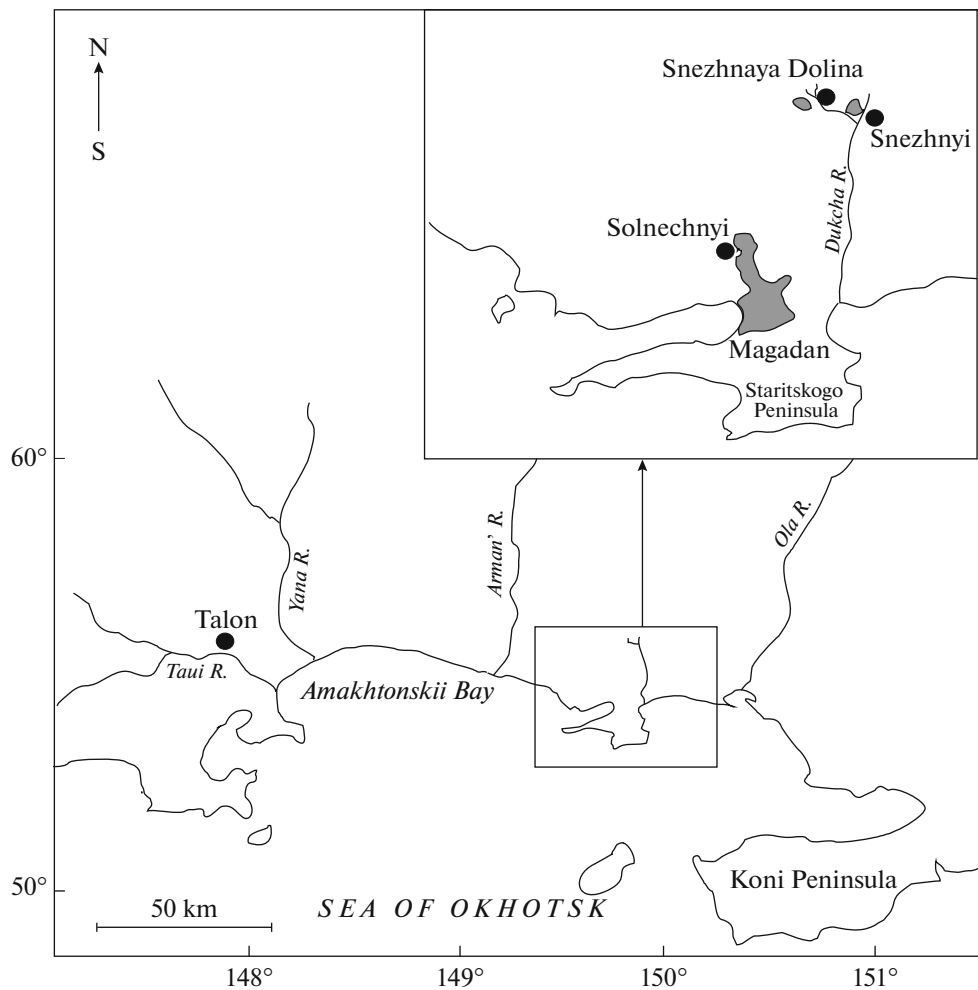 N
S
Snezhnaya Dolina
Snezhnyi
Dukcha R.
Solnechnyi
Magadan
Staritskogo
Peninsula
60°
Yana R.
Arman' R.
Ola R.
Talon
Taui R.
Amakhtonskii Bay
Koni Peninsula
50°
50 km
SEA OF OKHOTSK
148°
149°
150°
151°